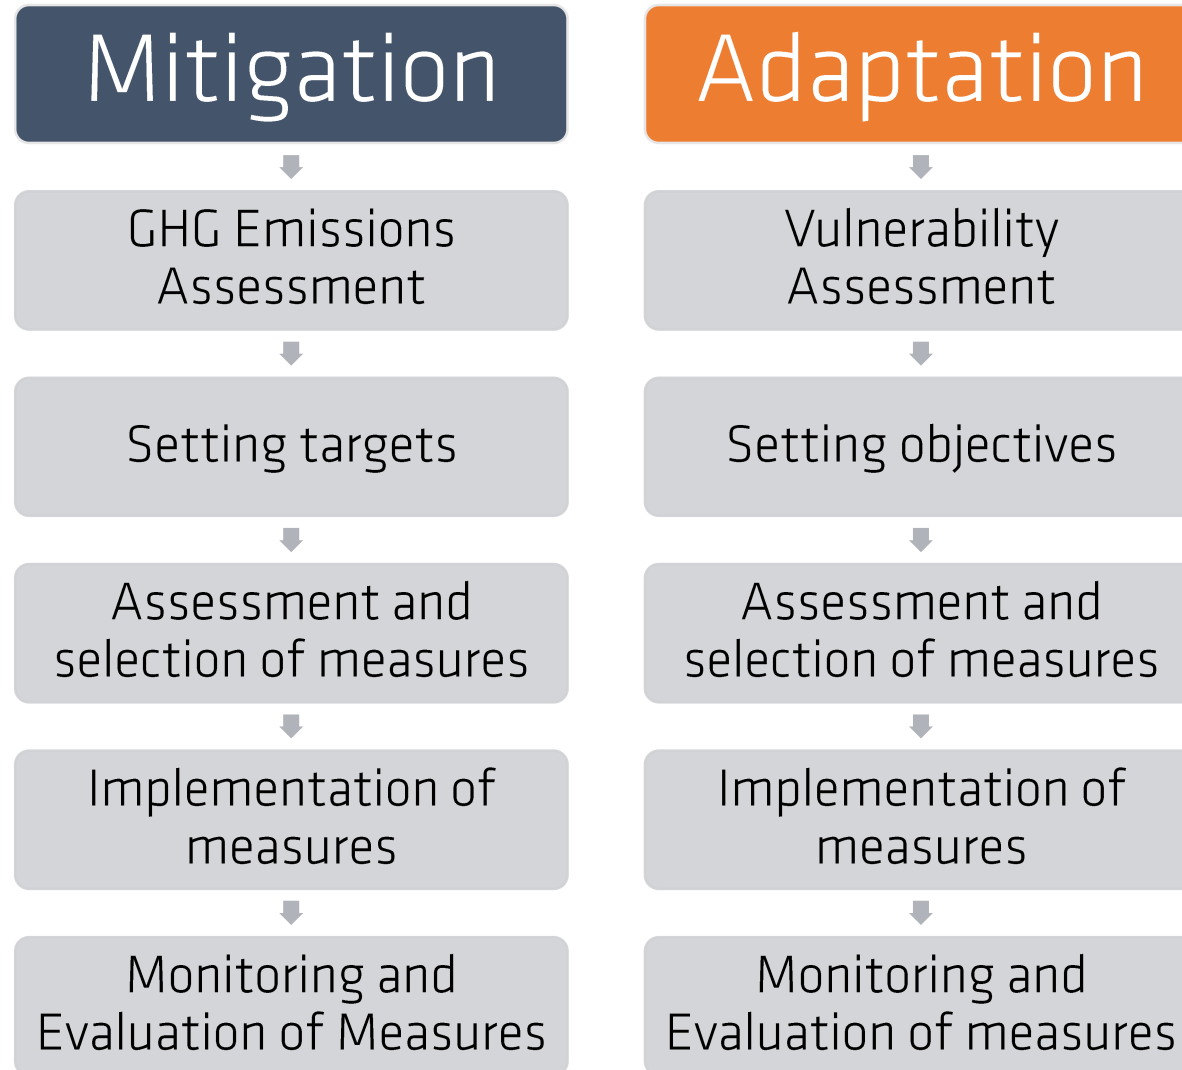 Mitigation
GHG Emissions
Assessment
Setting targets
Assessment and
selection of measures
Implementation of
measures
Monitoring and
Evaluation of Measures
Adaptation
Vulnerability
Assessment
Setting objectives
Assessment and
selection of measures
Implementation of
measures
Monitoring and
Evaluation of measures